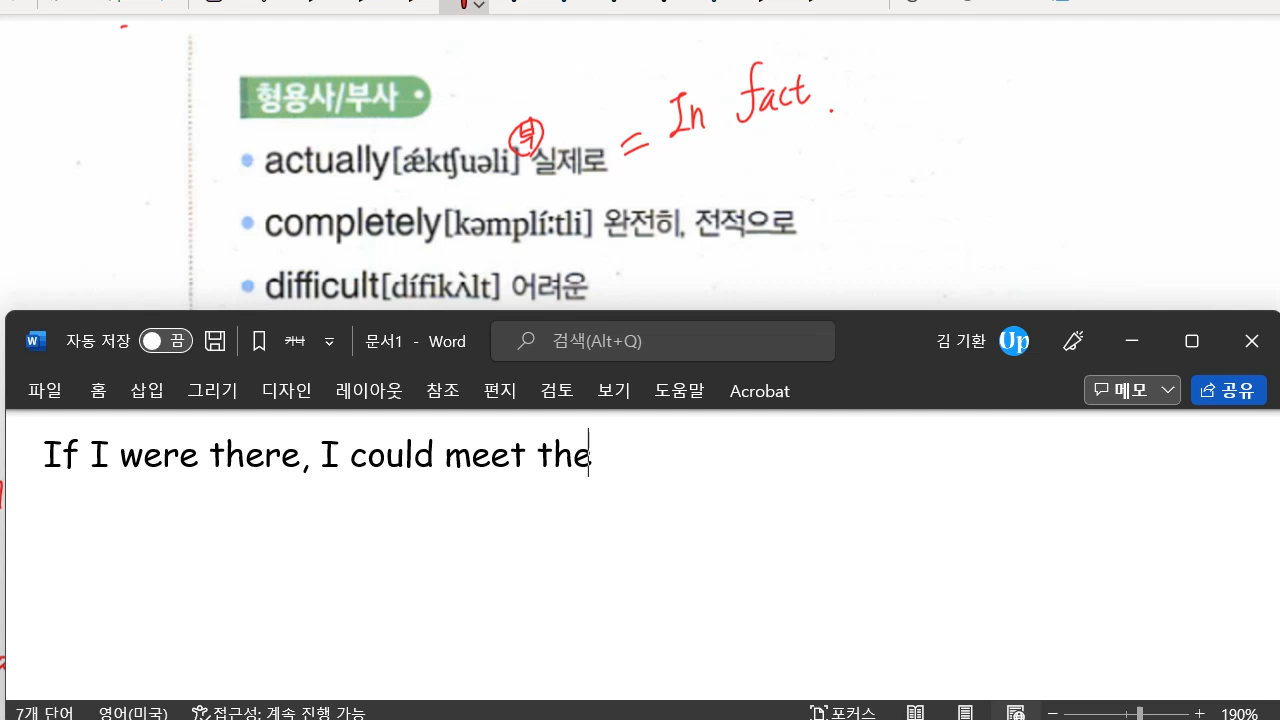 형용사/부사
actually[ǽktʃuəli] 부 실제로 = In fact.
completely[kəmplíːtli] 완전히, 전적으로
difficult[dífikʌ̀lt] 어려운
자동 저장 끔 가나 문서1 - Word 검색(Alt+Q) 김 기환 Up
파일 홈 삽입 그리기 디자인 레이아웃 참조 편지 검토 보기 도움말 Acrobat 메모 공유
If I were there, I could meet the
7개 단어 영어(미국) 접근성: 계속 진행 가능 포커스 190%